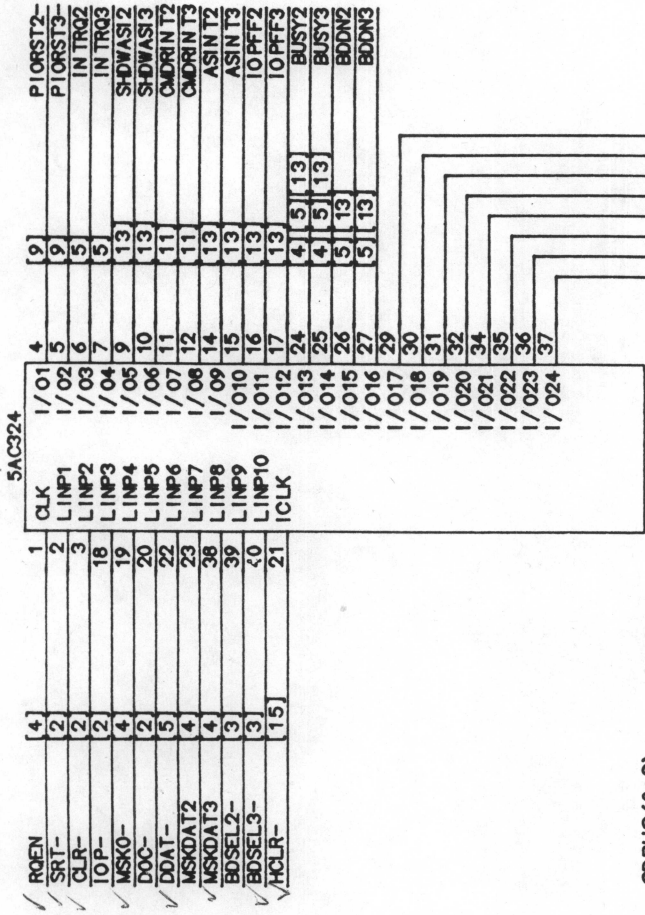 5AC324
RQEN [4] 1 CLK I/O1 4 [9] PIORST2-
SRT- [2] 2 LINP1 I/O2 5 [9] PIORST3-
CLR- [2] 3 LINP2 I/O3 6 [5] INTRQ2
IOP- [2] 18 LINP3 I/O4 7 [5] INTRQ3
MSK0- [4] 19 LINP4 I/O5 9 [13] SHDWASI2
DOC- [2] 20 LINP5 I/O6 10 [13] SHDWASI3
DDAT- [5] 22 LINP6 I/O7 11 [11] CMDRINT2
MSKDAT2 [4] 23 LINP7 I/O8 12 [11] CMDRINT3
MSKDAT3 [4] 38 LINP8 I/O9 14 [13] ASINT2
BDSEL2- [3] 39 LINP9 I/O10 15 [13] ASINT3
BDSEL3- [3] 40 LINP10 I/O11 16 [13] IOPFF2
HCLR- [15] 21 ICLK I/O12 17 [13] IOPFF3
I/O13 24 [4] [5] [13] BUSY2
I/O14 25 [4] [5] [13] BUSY3
I/O15 26 [5] [13] BDDN2
I/O16 27 [5] [13] BDDN3
I/O17 29
I/O18 30
I/O19 31
I/O20 32
I/O21 34
I/O22 35
I/O23 36
I/O24 37